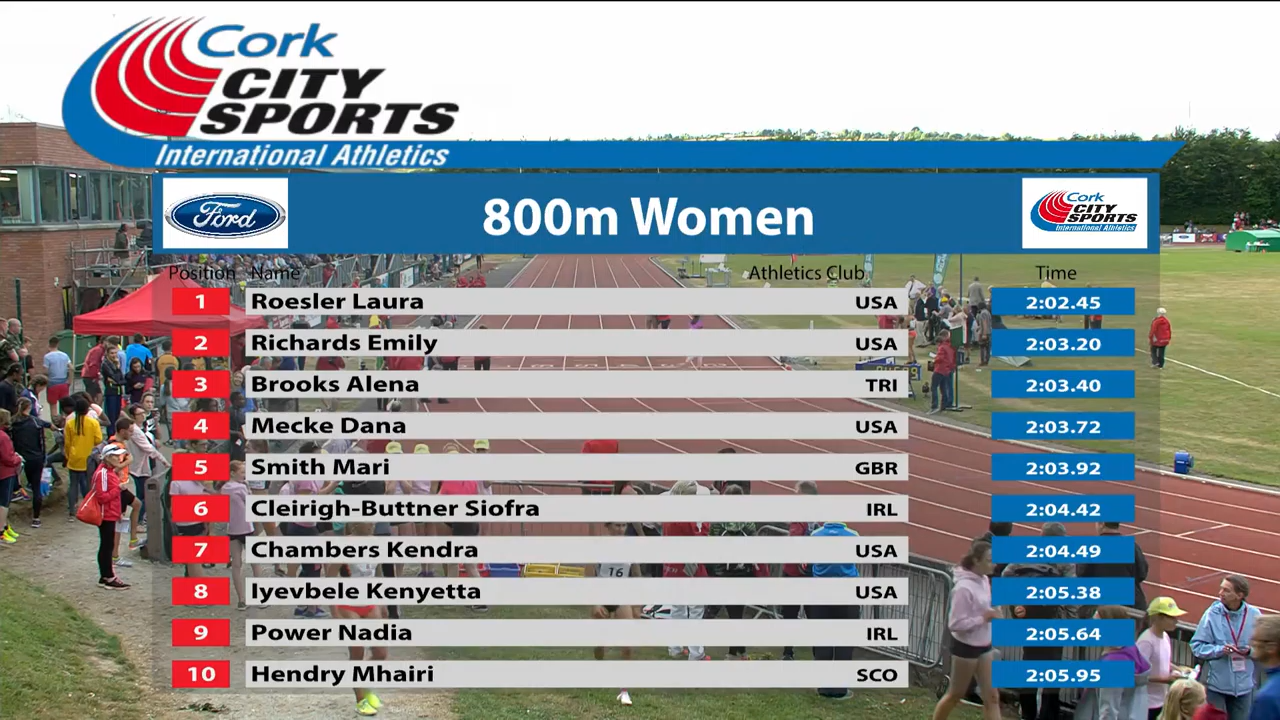 Cork
CITY
SPORTS
International Athletics
Ford
800m Women
Cork
CITY
SPORTS
International Athletics
Position Name Athletics Club Time
1 Roesler Laura USA 2:02.45
2 Richards Emily USA 2:03.20
3 Brooks Alena TRI 2:03.40
4 Mecke Dana USA 2:03.72
5 Smith Mari GBR 2:03.92
6 Cleirigh-Buttner Siofra IRL 2:04.42
7 Chambers Kendra USA 2:04.49
8 Iyevbele Kenyetta USA 2:05.38
9 Power Nadia IRL 2:05.64
10 Hendry Mhairi SCO 2:05.95
16